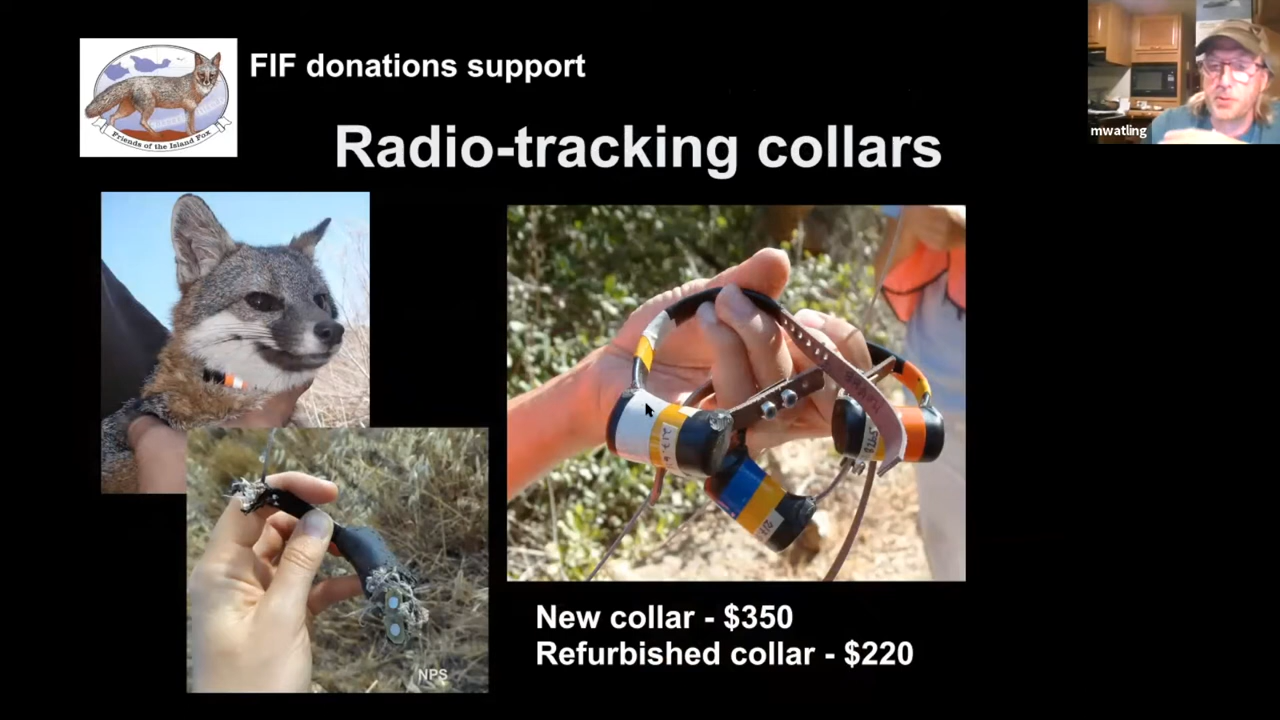 FIF donations support
Friends of the Island Fox
mwatling
Radio-tracking collars
NPS
New collar - $350
Refurbished collar - $220